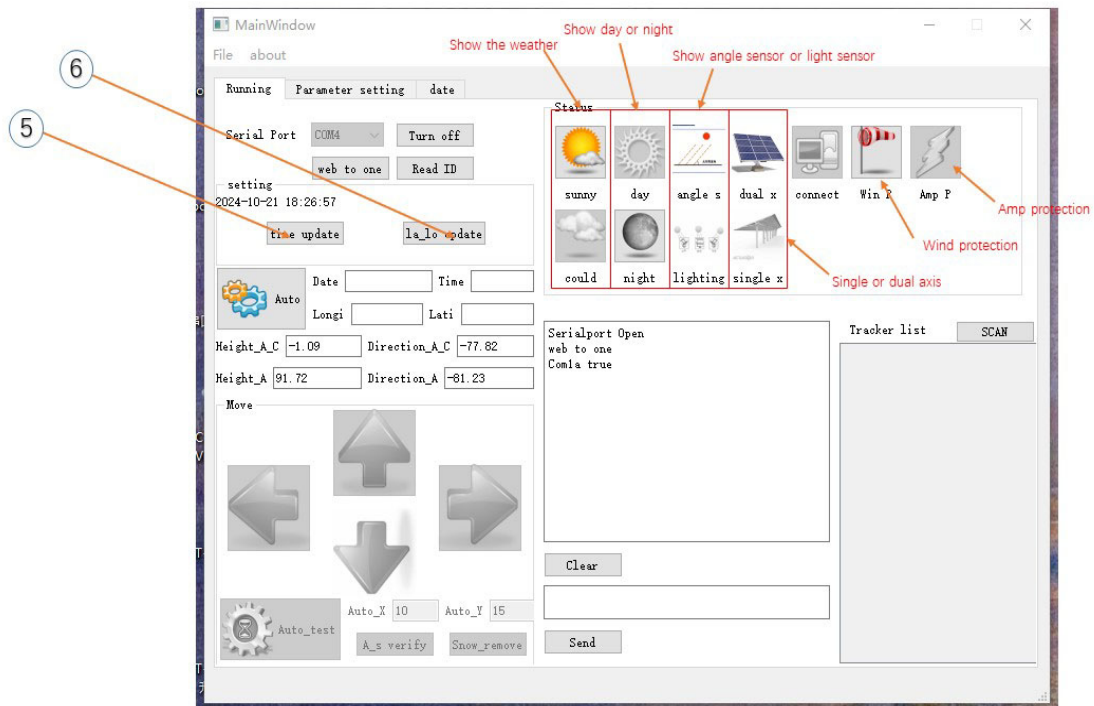 MainWindow
Show day or night
Show the weather
Show angle sensor or light sensor
File about
6
5
Running Parameter setting date
Status
Serial Port COM4 Turn off
web to one Read ID
setting
2024-10-21 18:26:57
time update la_lo update
sunny day angle s dual x connect Win P Amp P
Amp protection
Wind protection
could night lighting single x
Single or dual axis
Auto
Date Time
Longi Lati
Height_A_C -1.09 Direction_A_C -77.82
Height_A 91.72 Direction_A -81.23
Serialport Open
web to one
Com1a true
Tracker list SCAN
Move
Clear
Auto_test
Auto_X 10 Auto_Y 15
A_s verify Snow_remove
Send